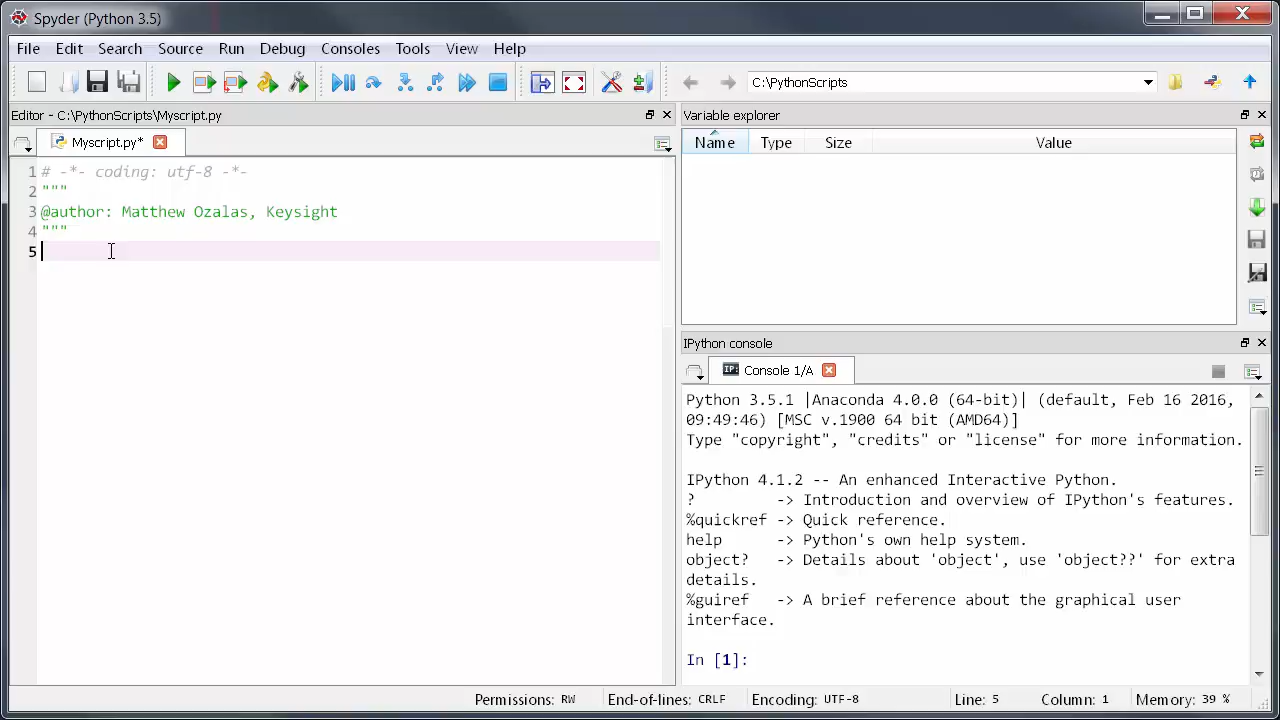 Spyder (Python 3.5)
File Edit Search Source Run Debug Consoles Tools View Help
C:\PythonScripts
Editor - C:\PythonScripts\Myscript.py
Myscript.py*
1 # -*- coding: utf-8 -*-
2 """
3 @author: Matthew Ozalas, Keysight
4 """
5
Variable explorer
Name Type Size Value
IPython console
IP: Console 1/A
Python 3.5.1 |Anaconda 4.0.0 (64-bit)| (default, Feb 16 2016,
09:49:46) [MSC v.1900 64 bit (AMD64)]
Type "copyright", "credits" or "license" for more information.
IPython 4.1.2 -- An enhanced Interactive Python.
? -> Introduction and overview of IPython's features.
%quickref -> Quick reference.
help -> Python's own help system.
object? -> Details about 'object', use 'object??' for extra
details.
%guiref -> A brief reference about the graphical user
interface.
In [1]:
Permissions: RW End-of-lines: CRLF Encoding: UTF-8 Line: 5 Column: 1 Memory: 39 %